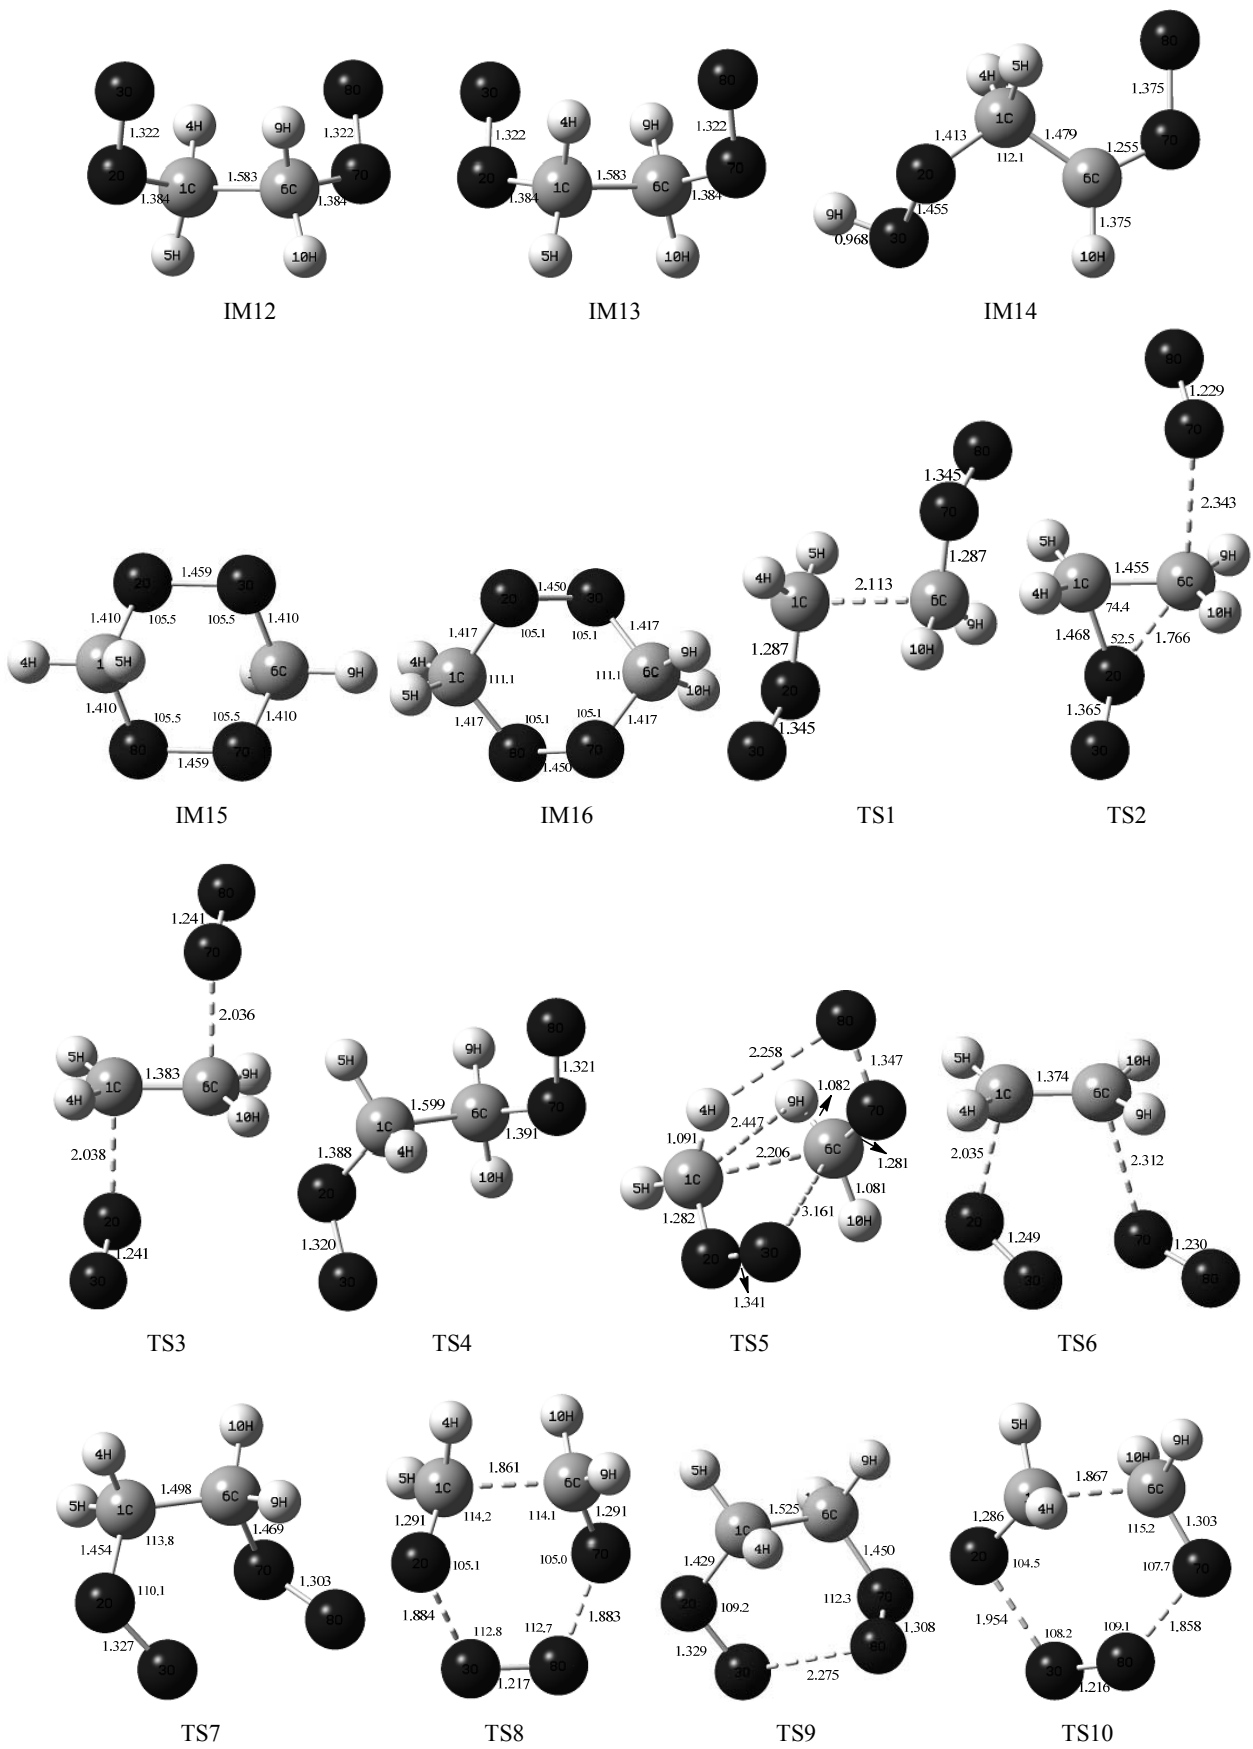 3O 8O 8O
4H 9H 4H 9H 3O 8O 4H 5H
1.322 1.322 1.322 1.322 1.375
2O 1C 1.583 6C 7O 2O 1C 1.583 6C 7O 1.413 1C 1.479 1.255 7O
1.384 1.384 1.384 1.384 112.1
5H 10H 5H 10H 2O 6C
9H 1.455 1.375
0.968 3O 10H
IM12 IM13 IM14
8O
1.229
7O
8O
1.345
7O 2.343
2O 1.459 3O 2O 1.450 3O 5H 1.287 5H 9H
4H 1.455
1.410 105.5 105.5 1.410 1.417 105.1 105.1 1.417 1C 2.113 6C 1C 6C
4H 74.4 10H
4H 5H 6C 9H 4H 1C 111.1 111.1 6C 9H 9H 1.468 52.5 1.766
5H 10H 10H
1.410 105.5 105.5 1.410 1.417 105.1 105.1 1.417 1.287 2O 2O
8O 1.459 7O 8O 1.450 7O 3O 1.345 1.365 3O
IM15 IM16 TS1 TS2
8O
1.241
7O
2.036 8O 8O
9H 2.258 1.347
5H 1.321 9H 1.082 5H 1.374 10H
5H 1.383 9H 4H 7O 1C 6C
4H 1C 6C 1.599 6C 7O 2.447 4H 9H
10H 1C 1.391 1.091 2.206 6C 1.281
2.038 1.388 4H 5H 1C 1.081 2.035 2.312
10H 1.282 3.161 10H
2O 2O 2O 3O 2O 1.249 7O 1.230
1.241 1.320 1.341
3O 3O 3O 8O
TS3 TS4 TS5 TS6
4H 10H 4H 10H 5H 9H 5H 9H
10H
5H 1C 1.498 6C 9H 5H 1C 1.861 6C 9H 1.525 6C 1.867 6C
1C 4H 4H
1.454 113.8 1.469 1.291 114.2 114.1 1.291 1.429 1.450 1.286 115.2 1.303
2O 110.1 7O 1.303 2O 105.1 105.0 7O 2O 109.2 112.3 7O 2O 104.5 107.7 7O
8O
1.327 1.884 112.8 112.7 1.883 1.329 1.308 1.954 108.2 109.1 1.858
3O 3O 1.217 8O 3O 2.275 8O 3O 1.216 8O
TS7 TS8 TS9 TS10